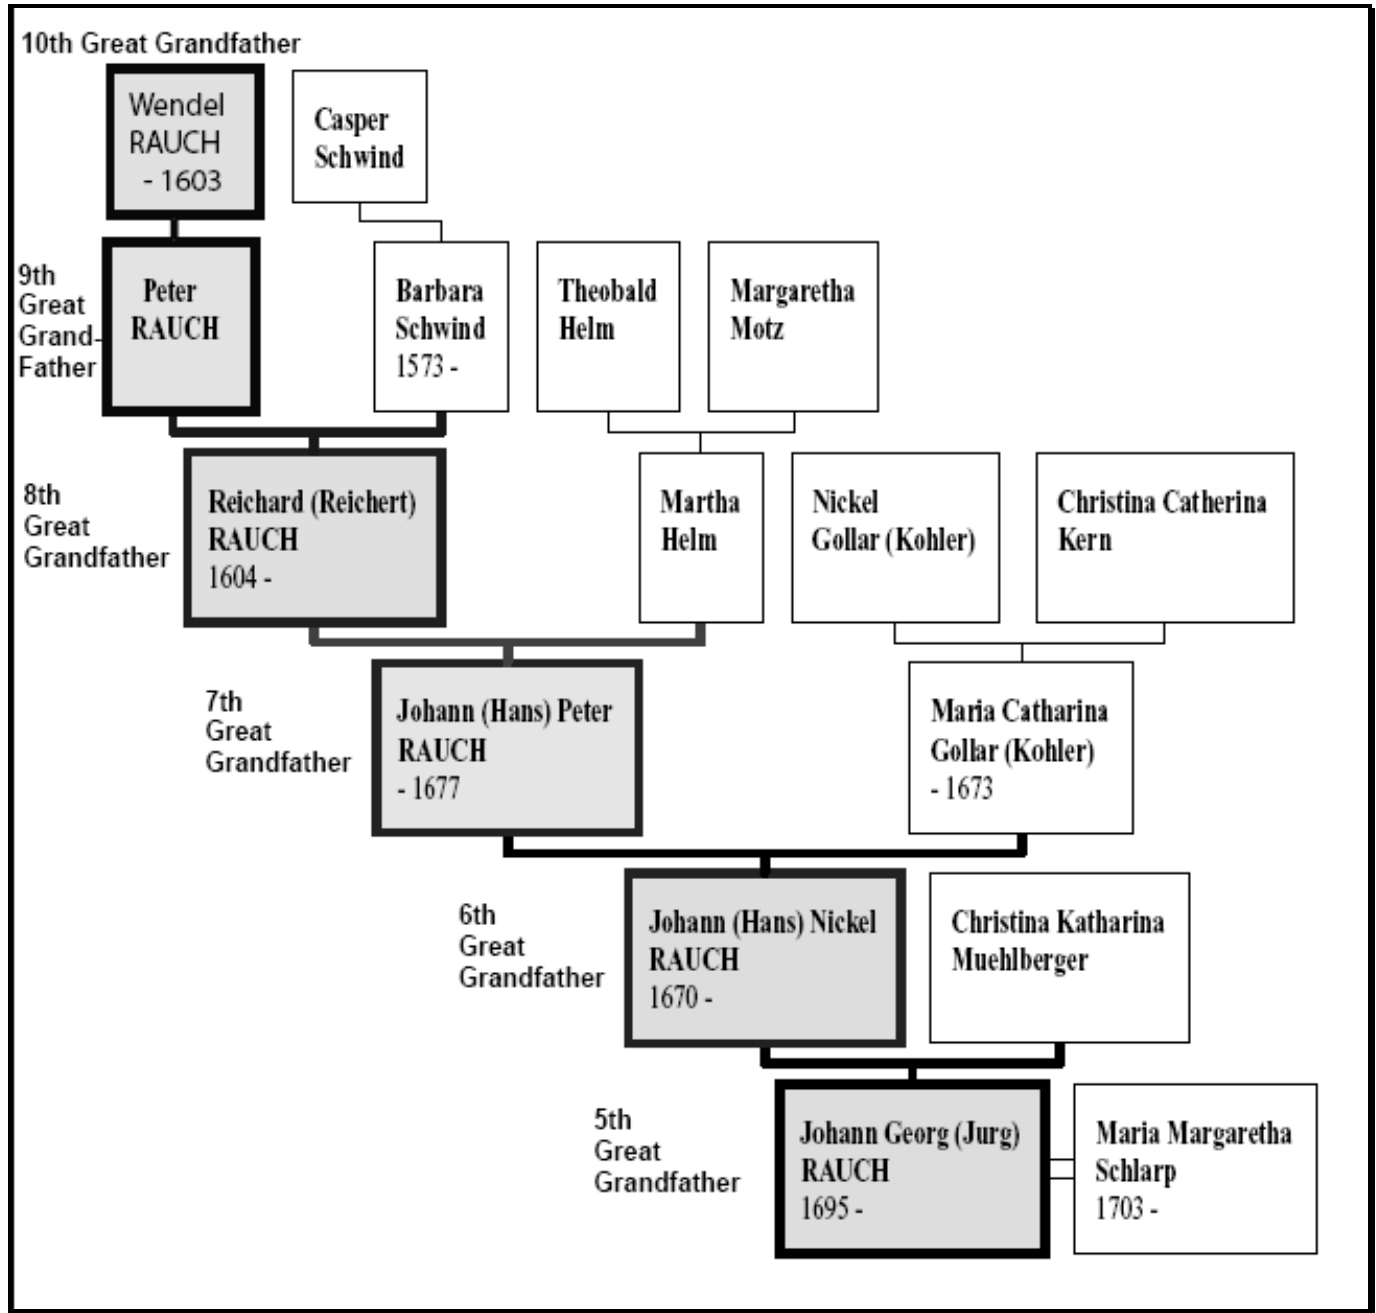 10th Great Grandfather
Wendel
RAUCH
- 1603
Casper
Schwind
9th
Great
Grand-
Father
Peter
RAUCH
Barbara
Schwind
1573 -
Theobald
Helm
Margaretha
Motz
8th
Great
Grandfather
Reichard (Reichert)
RAUCH
1604 -
Martha
Helm
Nickel
Gollar (Kohler)
Christina Catherina
Kern
7th
Great
Grandfather
Johann (Hans) Peter
RAUCH
- 1677
Maria Catharina
Gollar (Kohler)
- 1673
6th
Great
Grandfather
Johann (Hans) Nickel
RAUCH
1670 -
Christina Katharina
Muehlberger
5th
Great
Grandfather
Johann Georg (Jurg)
RAUCH
1695 -
Maria Margaretha
Schlarp
1703 -